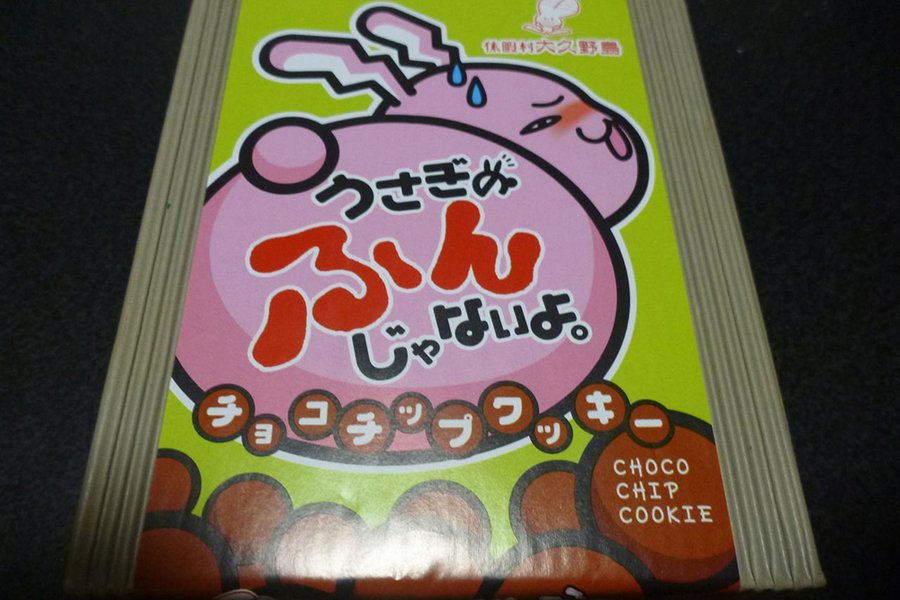 休暇村大久野島
うさぎの
ふん
じゃないよ。
チョコチップクッキー
CHOCO
CHIP
COOKIE